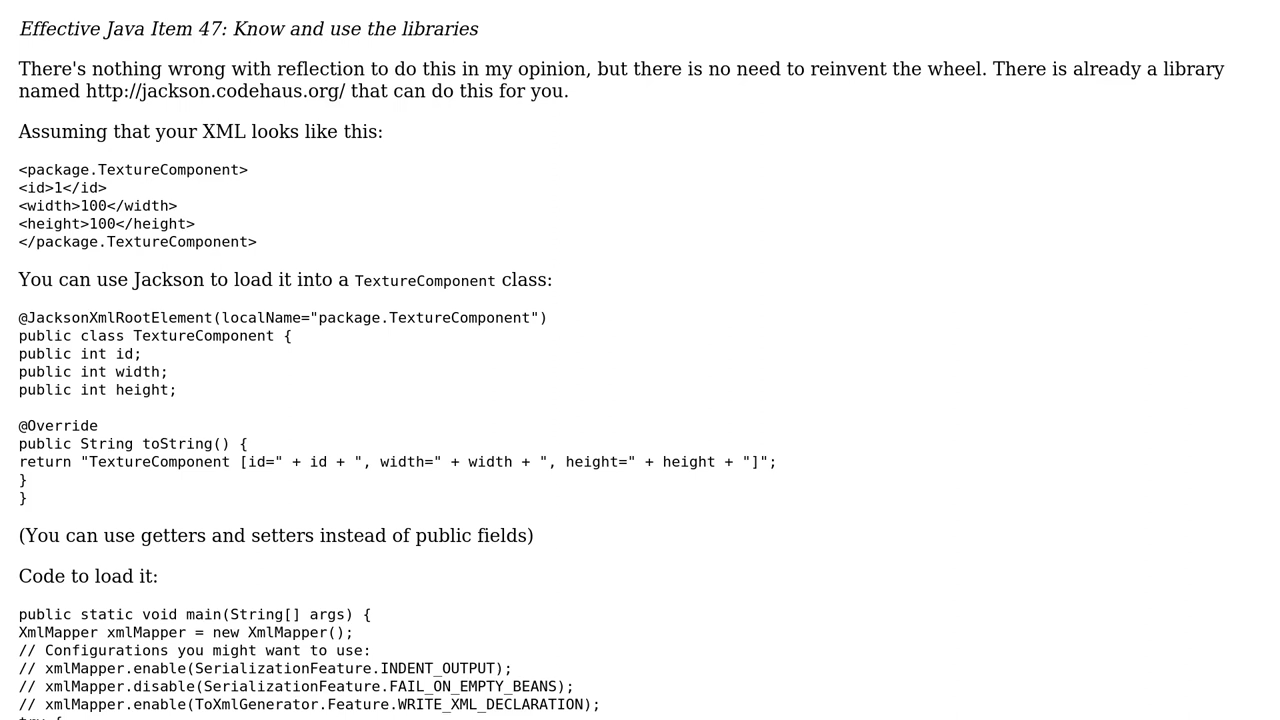 Effective Java Item 47: Know and use the libraries
There's nothing wrong with reflection to do this in my opinion, but there is no need to reinvent the wheel. There is already a library
named http://jackson.codehaus.org/ that can do this for you.
Assuming that your XML looks like this:
<package.TextureComponent>
<id>1</id>
<width>100</width>
<height>100</height>
</package.TextureComponent>
You can use Jackson to load it into a TextureComponent class:
@JacksonXmlRootElement(localName="package.TextureComponent")
public class TextureComponent {
public int id;
public int width;
public int height;
@Override
public String toString() {
return "TextureComponent [id=" + id + ", width=" + width + ", height=" + height + "]";
}
}
(You can use getters and setters instead of public fields)
Code to load it:
public static void main(String[] args) {
XmlMapper xmlMapper = new XmlMapper();
// Configurations you might want to use:
// xmlMapper.enable(SerializationFeature.INDENT_OUTPUT);
// xmlMapper.disable(SerializationFeature.FAIL_ON_EMPTY_BEANS);
// xmlMapper.enable(ToXmlGenerator.Feature.WRITE_XML_DECLARATION);
try {